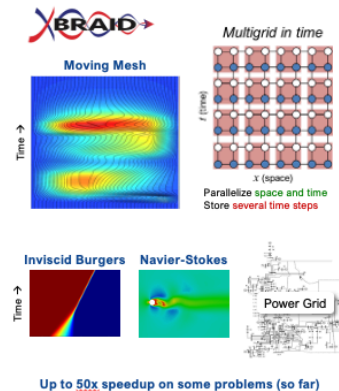 XBRAID
Multigrid in time
Moving Mesh
Time →
t (time)
x (space)
Parallelize space and time
Store several time steps
Inviscid Burgers
Navier-Stokes
Time →
Power Grid
Up to 50x speedup on some problems (so far)